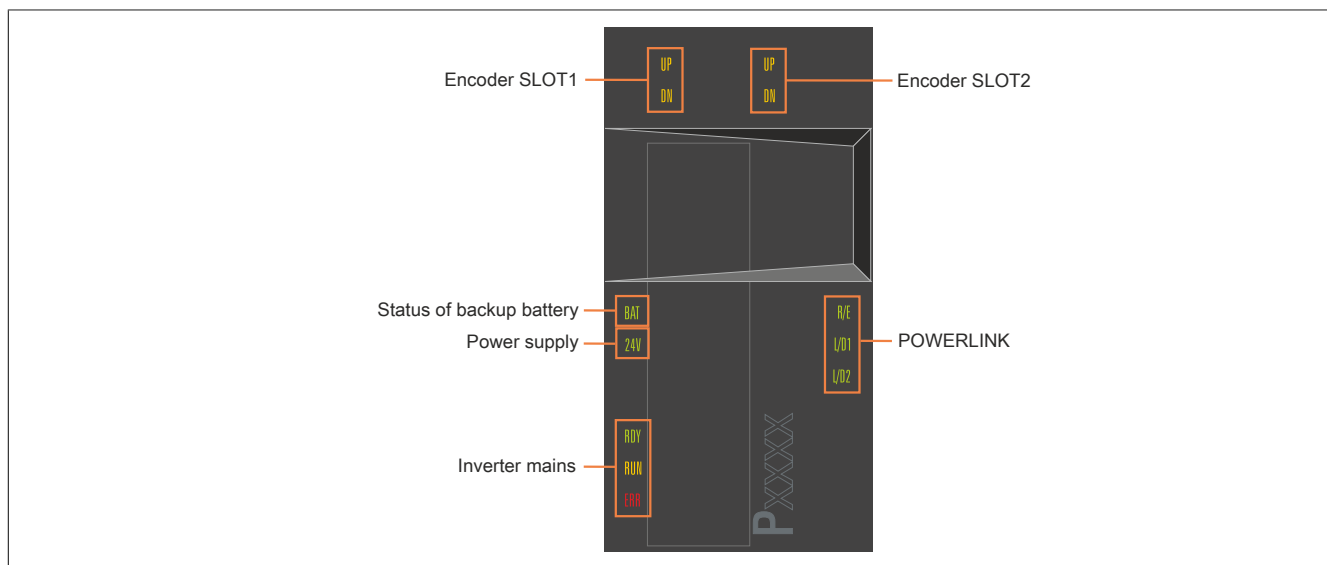 UP UP
Encoder SLOT1 Encoder SLOT2
DN DN
Status of backup battery BAT R/E
Power supply 24V L/D1 POWERLINK
L/D2
RDY
Inverter mains RUN
ERR
Pxxxxx